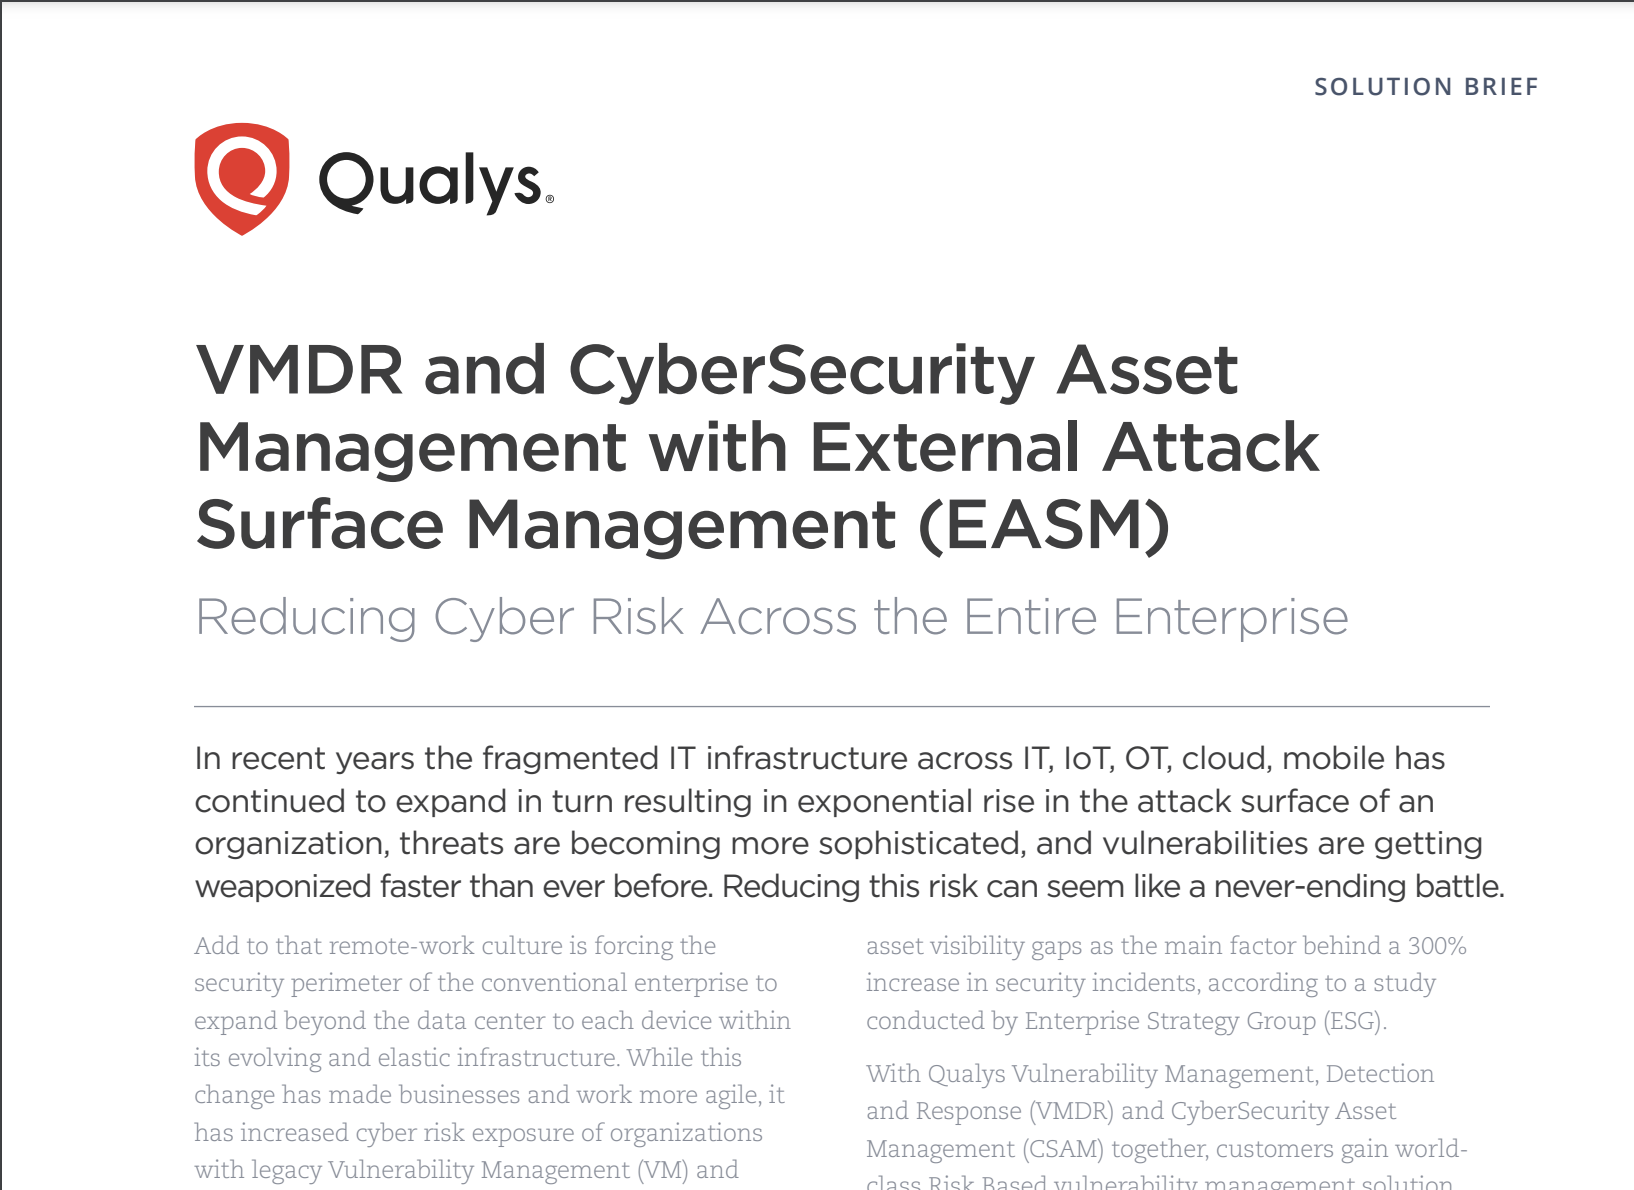 SOLUTION BRIEF
Qualys.®
VMDR and CyberSecurity Asset
Management with External Attack
Surface Management (EASM)
Reducing Cyber Risk Across the Entire Enterprise
In recent years the fragmented IT infrastructure across IT, IoT, OT, cloud, mobile has
continued to expand in turn resulting in exponential rise in the attack surface of an
organization, threats are becoming more sophisticated, and vulnerabilities are getting
weaponized faster than ever before. Reducing this risk can seem like a never-ending battle.
Add to that remote-work culture is forcing the
security perimeter of the conventional enterprise to
expand beyond the data center to each device within
its evolving and elastic infrastructure. While this
change has made businesses and work more agile, it
has increased cyber risk exposure of organizations
with legacy Vulnerability Management (VM) and
asset visibility gaps as the main factor behind a 300%
increase in security incidents, according to a study
conducted by Enterprise Strategy Group (ESG).
With Qualys Vulnerability Management, Detection
and Response (VMDR) and CyberSecurity Asset
Management (CSAM) together, customers gain world-
class Risk Based vulnerability management solution